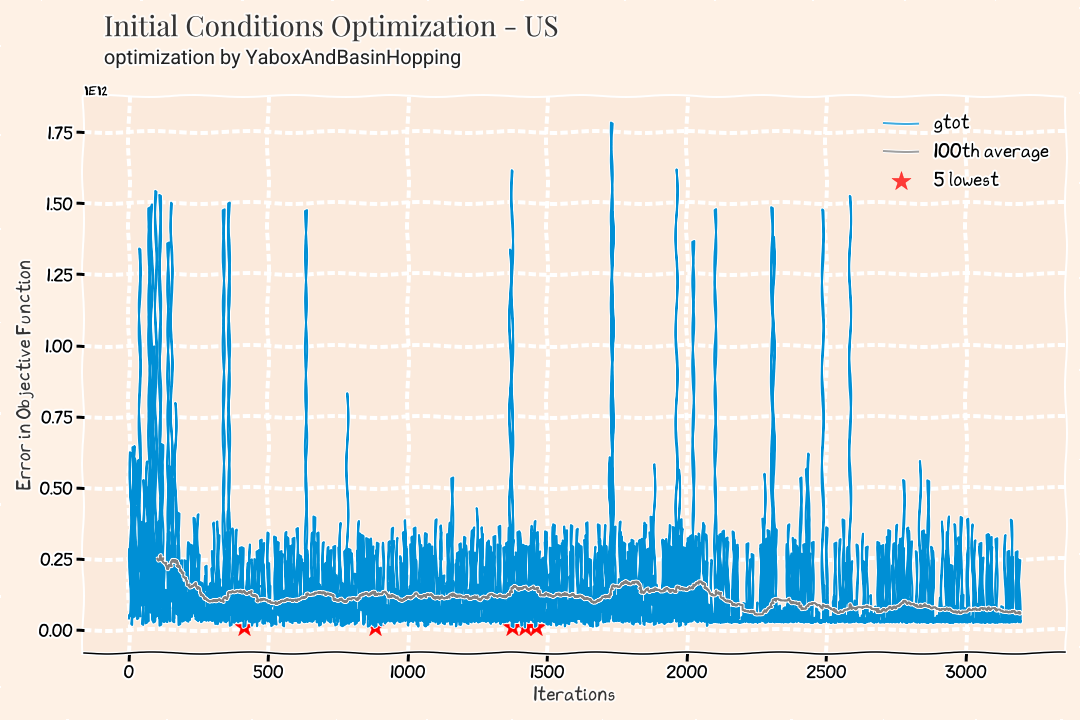 Initial Conditions Optimization - US
optimization by YaboxAndBasinHopping
1E12
1.75
1.50
1.25
1.00
0.75
0.50
0.25
0.00
Error in Objective Function
gtot
100th average
5 lowest
0 500 1000 1500 2000 2500 3000
Iterations